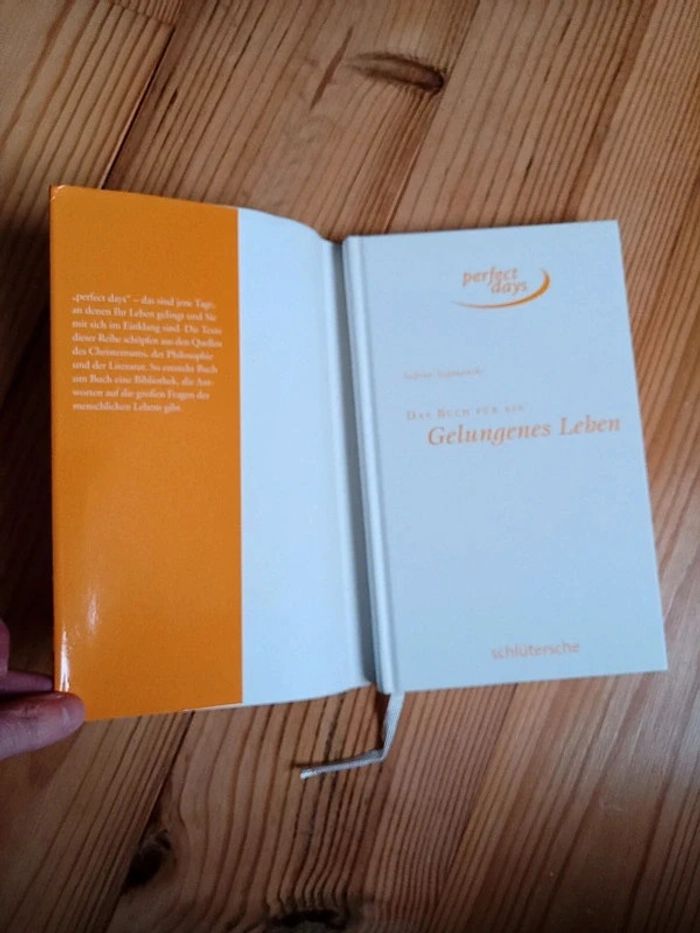 „perfect days“ – das sind jene Tage,
an denen Ihr Leben gelingt und Sie
mit sich im Einklang sind. Die Texte
dieser Reihe schöpfen aus den Quellen
des Christentums, der Philosophie
und der Literatur. So entsteht Buch
um Buch eine Bibliothek, die Ant-
worten auf die großen Fragen des
menschlichen Lebens gibt.
perfect
days
DAS BUCH FÜR EIN
Gelungenes Leben
schlütersche